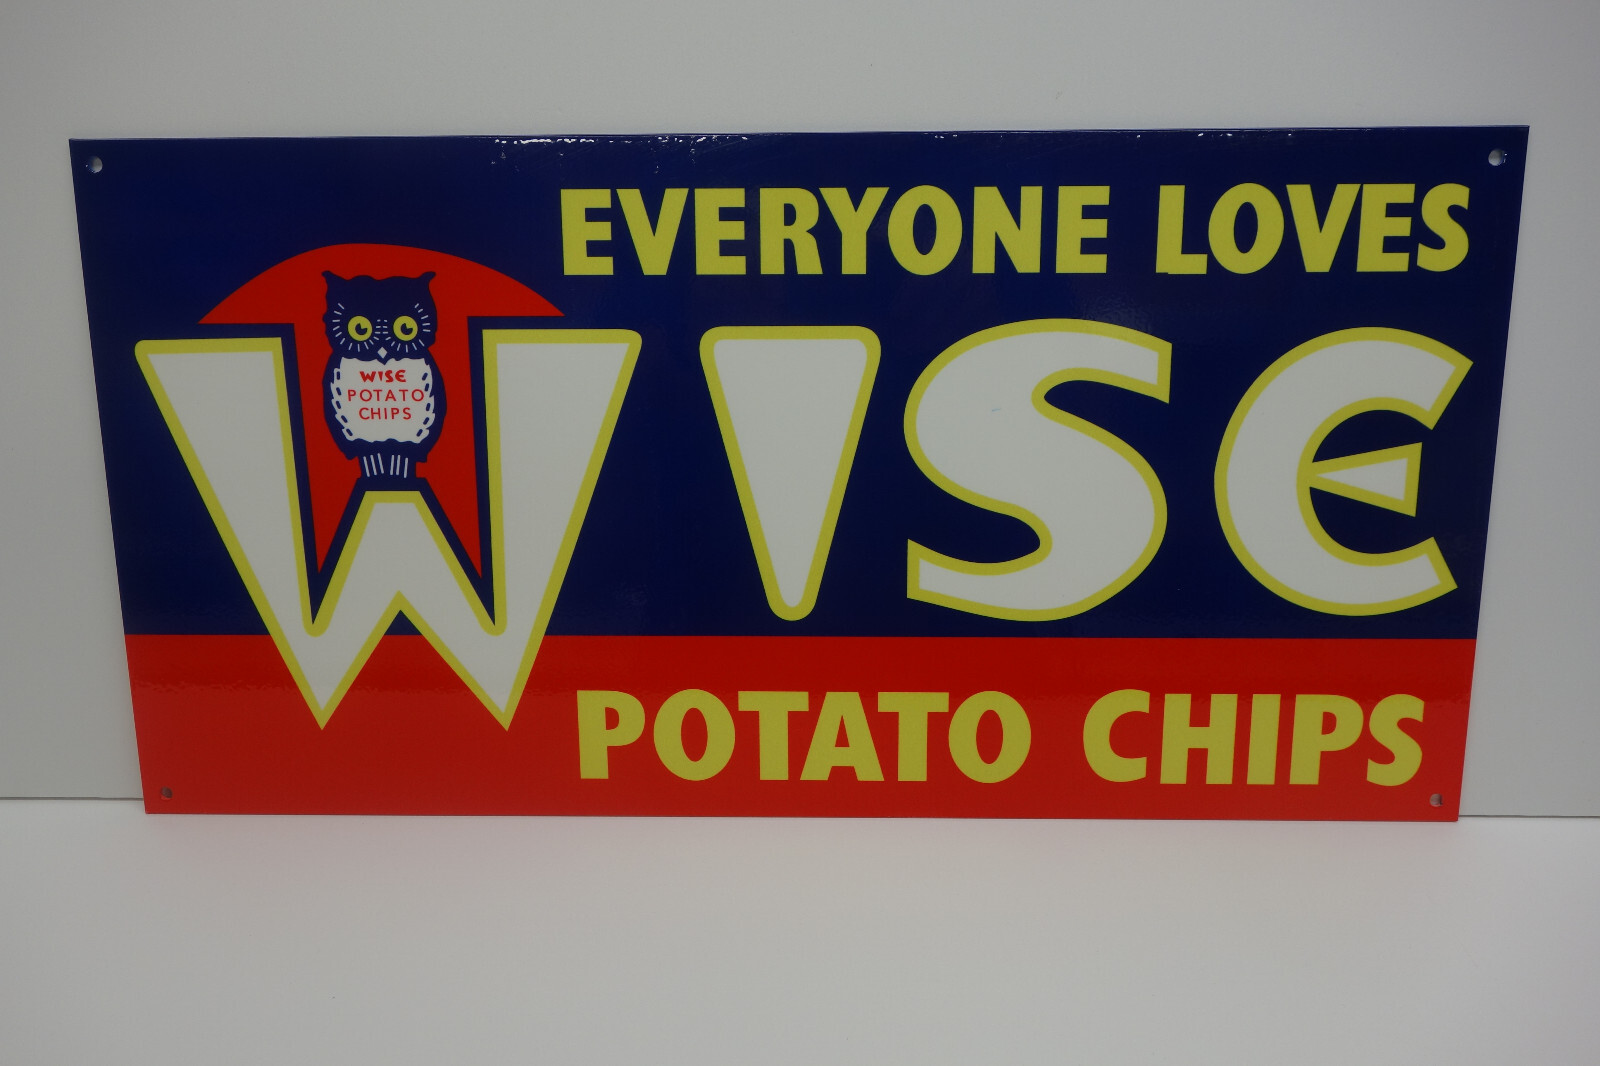 EVERYONE LOVES
WISE
WISE
POTATO
CHIPS
POTATO CHIPS